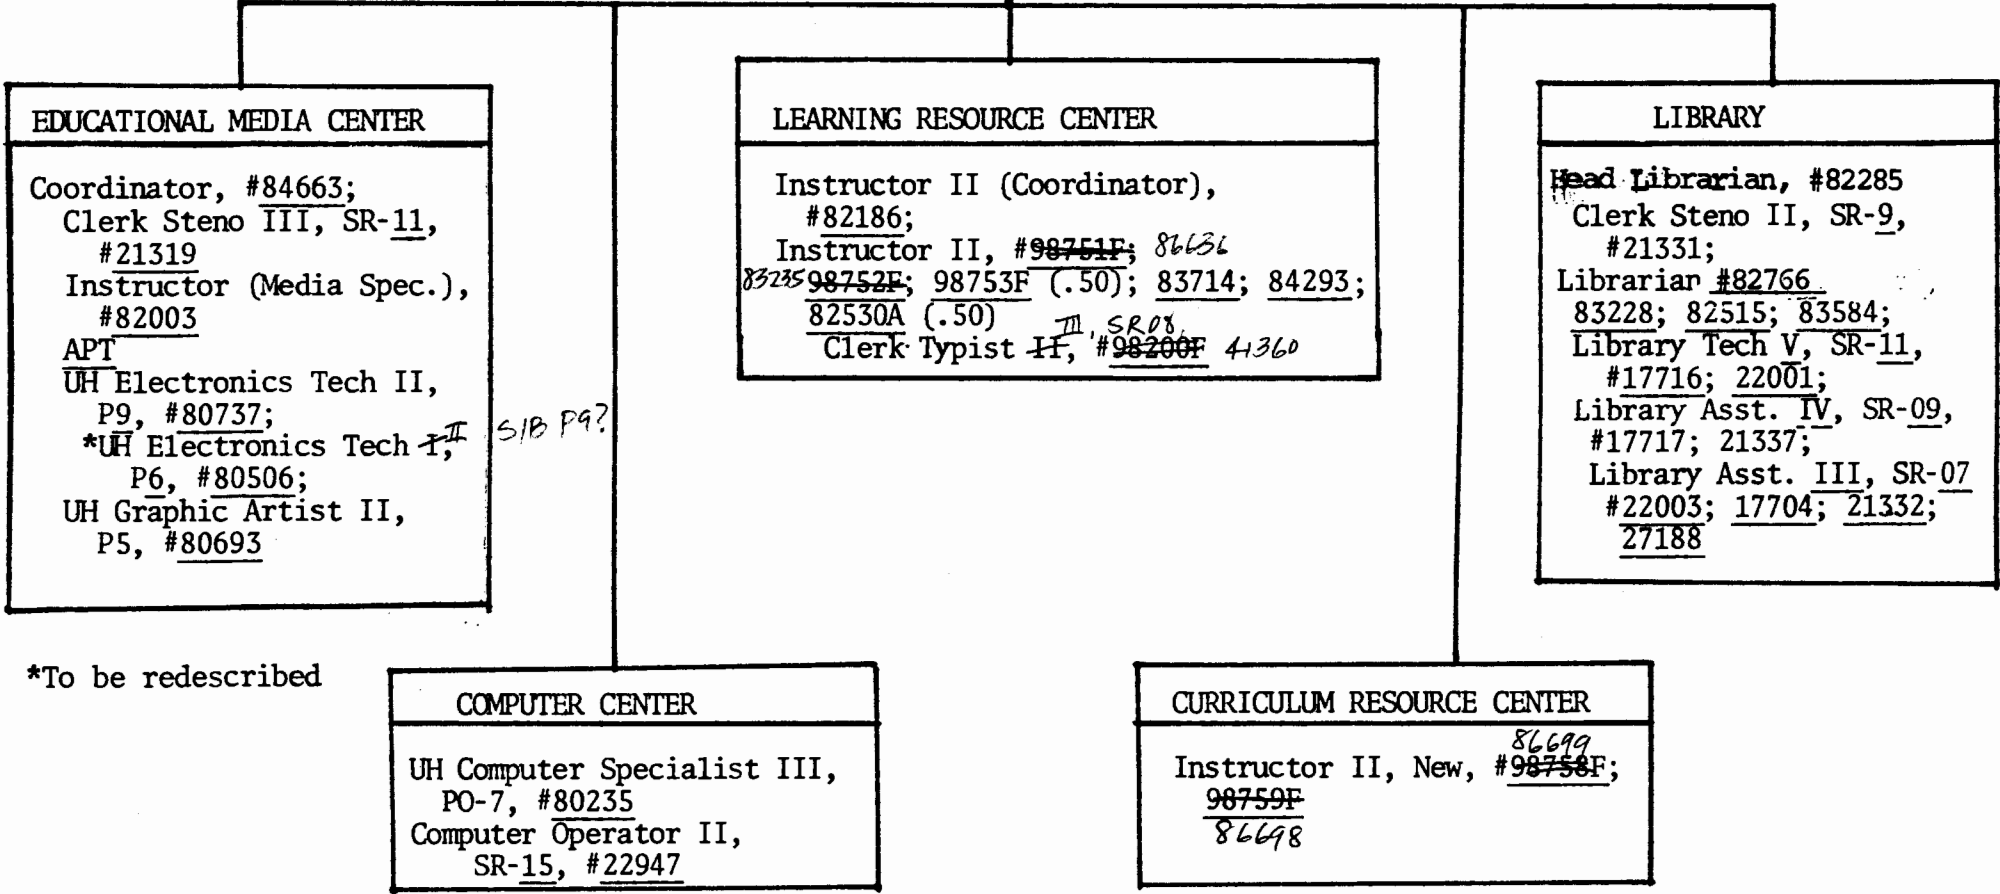 EDUCATIONAL MEDIA CENTER
Coordinator, #84663;
Clerk Steno III, SR-11,
#21319
Instructor (Media Spec.),
#82003
APT
UH Electronics Tech II,
P9, #80737;
*UH Electronics Tech I, II S/B P9?
P6, #80506;
UH Graphic Artist II,
P5, #80693
*To be redescribed
LEARNING RESOURCE CENTER
Instructor II (Coordinator),
#82186;
Instructor II, #98751F; 86636
83235 98752F; 98753F (.50); 83714; 84293;
82530A (.50)
III, SR08,
Clerk Typist II, #98200F 41360
LIBRARY
Head Librarian, #82285
Clerk Steno II, SR-9,
#21331;
Librarian #82766
83228; 82515; 83584;
Library Tech V, SR-11,
#17716; 22001;
Library Asst. IV, SR-09,
#17717; 21337;
Library Asst. III, SR-07
#22003; 17704; 21332;
27188
COMPUTER CENTER
UH Computer Specialist III,
PO-7, #80235
Computer Operator II,
SR-15, #22947
CURRICULUM RESOURCE CENTER
86699
Instructor II, New, #98758F;
98759F
86698